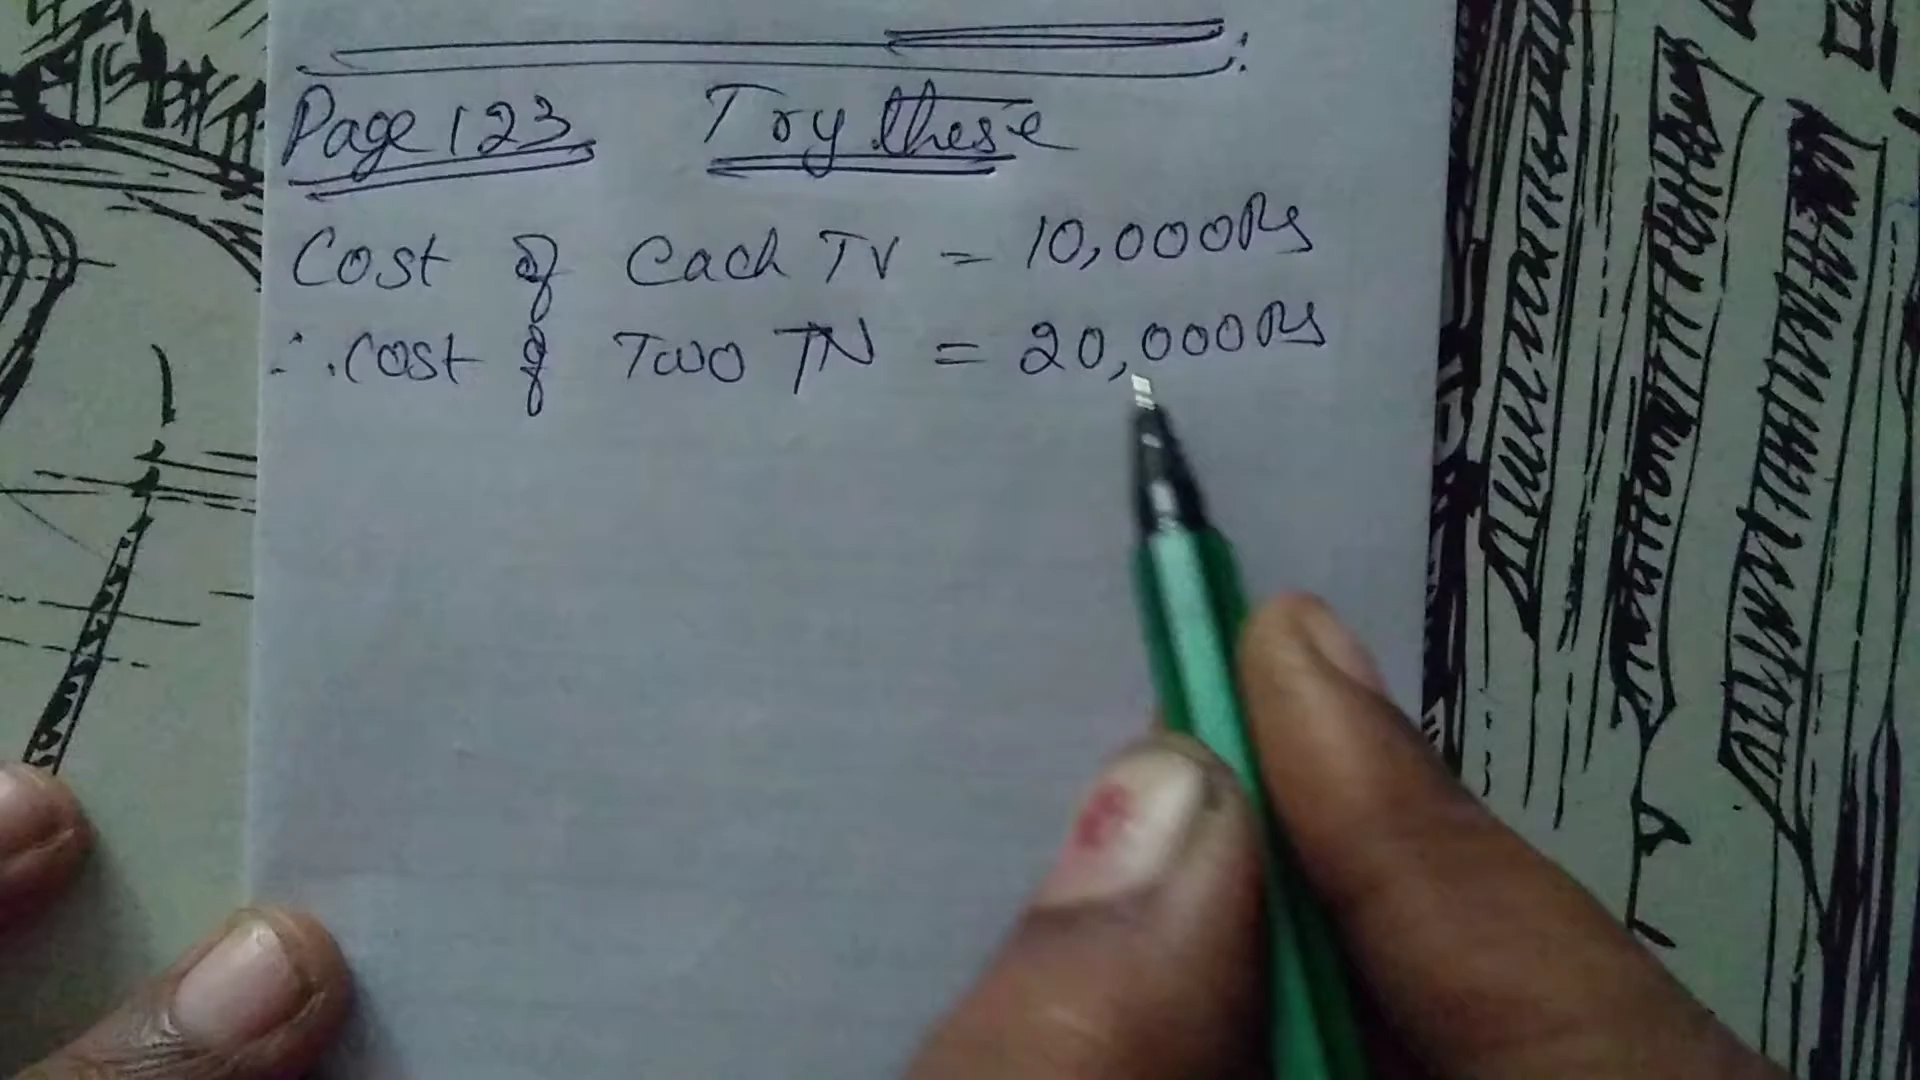 Page 123 Try these
Cost of each TV = 10,000Rs
∴ Cost of Two TV = 20,000Rs